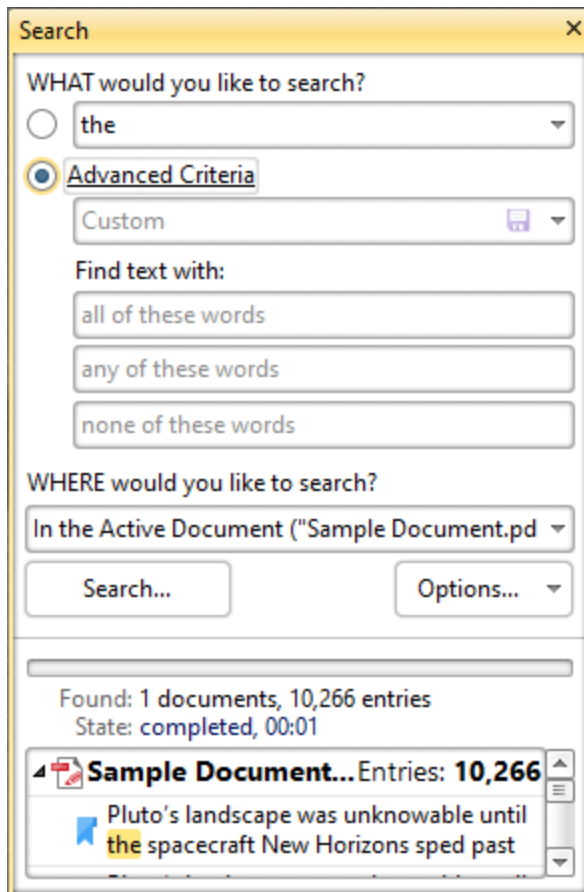 Search
WHAT would you like to search?
the
Advanced Criteria
Custom
Find text with:
all of these words
any of these words
none of these words
WHERE would you like to search?
In the Active Document ("Sample Document.pd
Search...
Options...
Found: 1 documents, 10,266 entries
State: completed, 00:01
Sample Document... Entries: 10,266
Pluto's landscape was unknowable until
the spacecraft New Horizons sped past